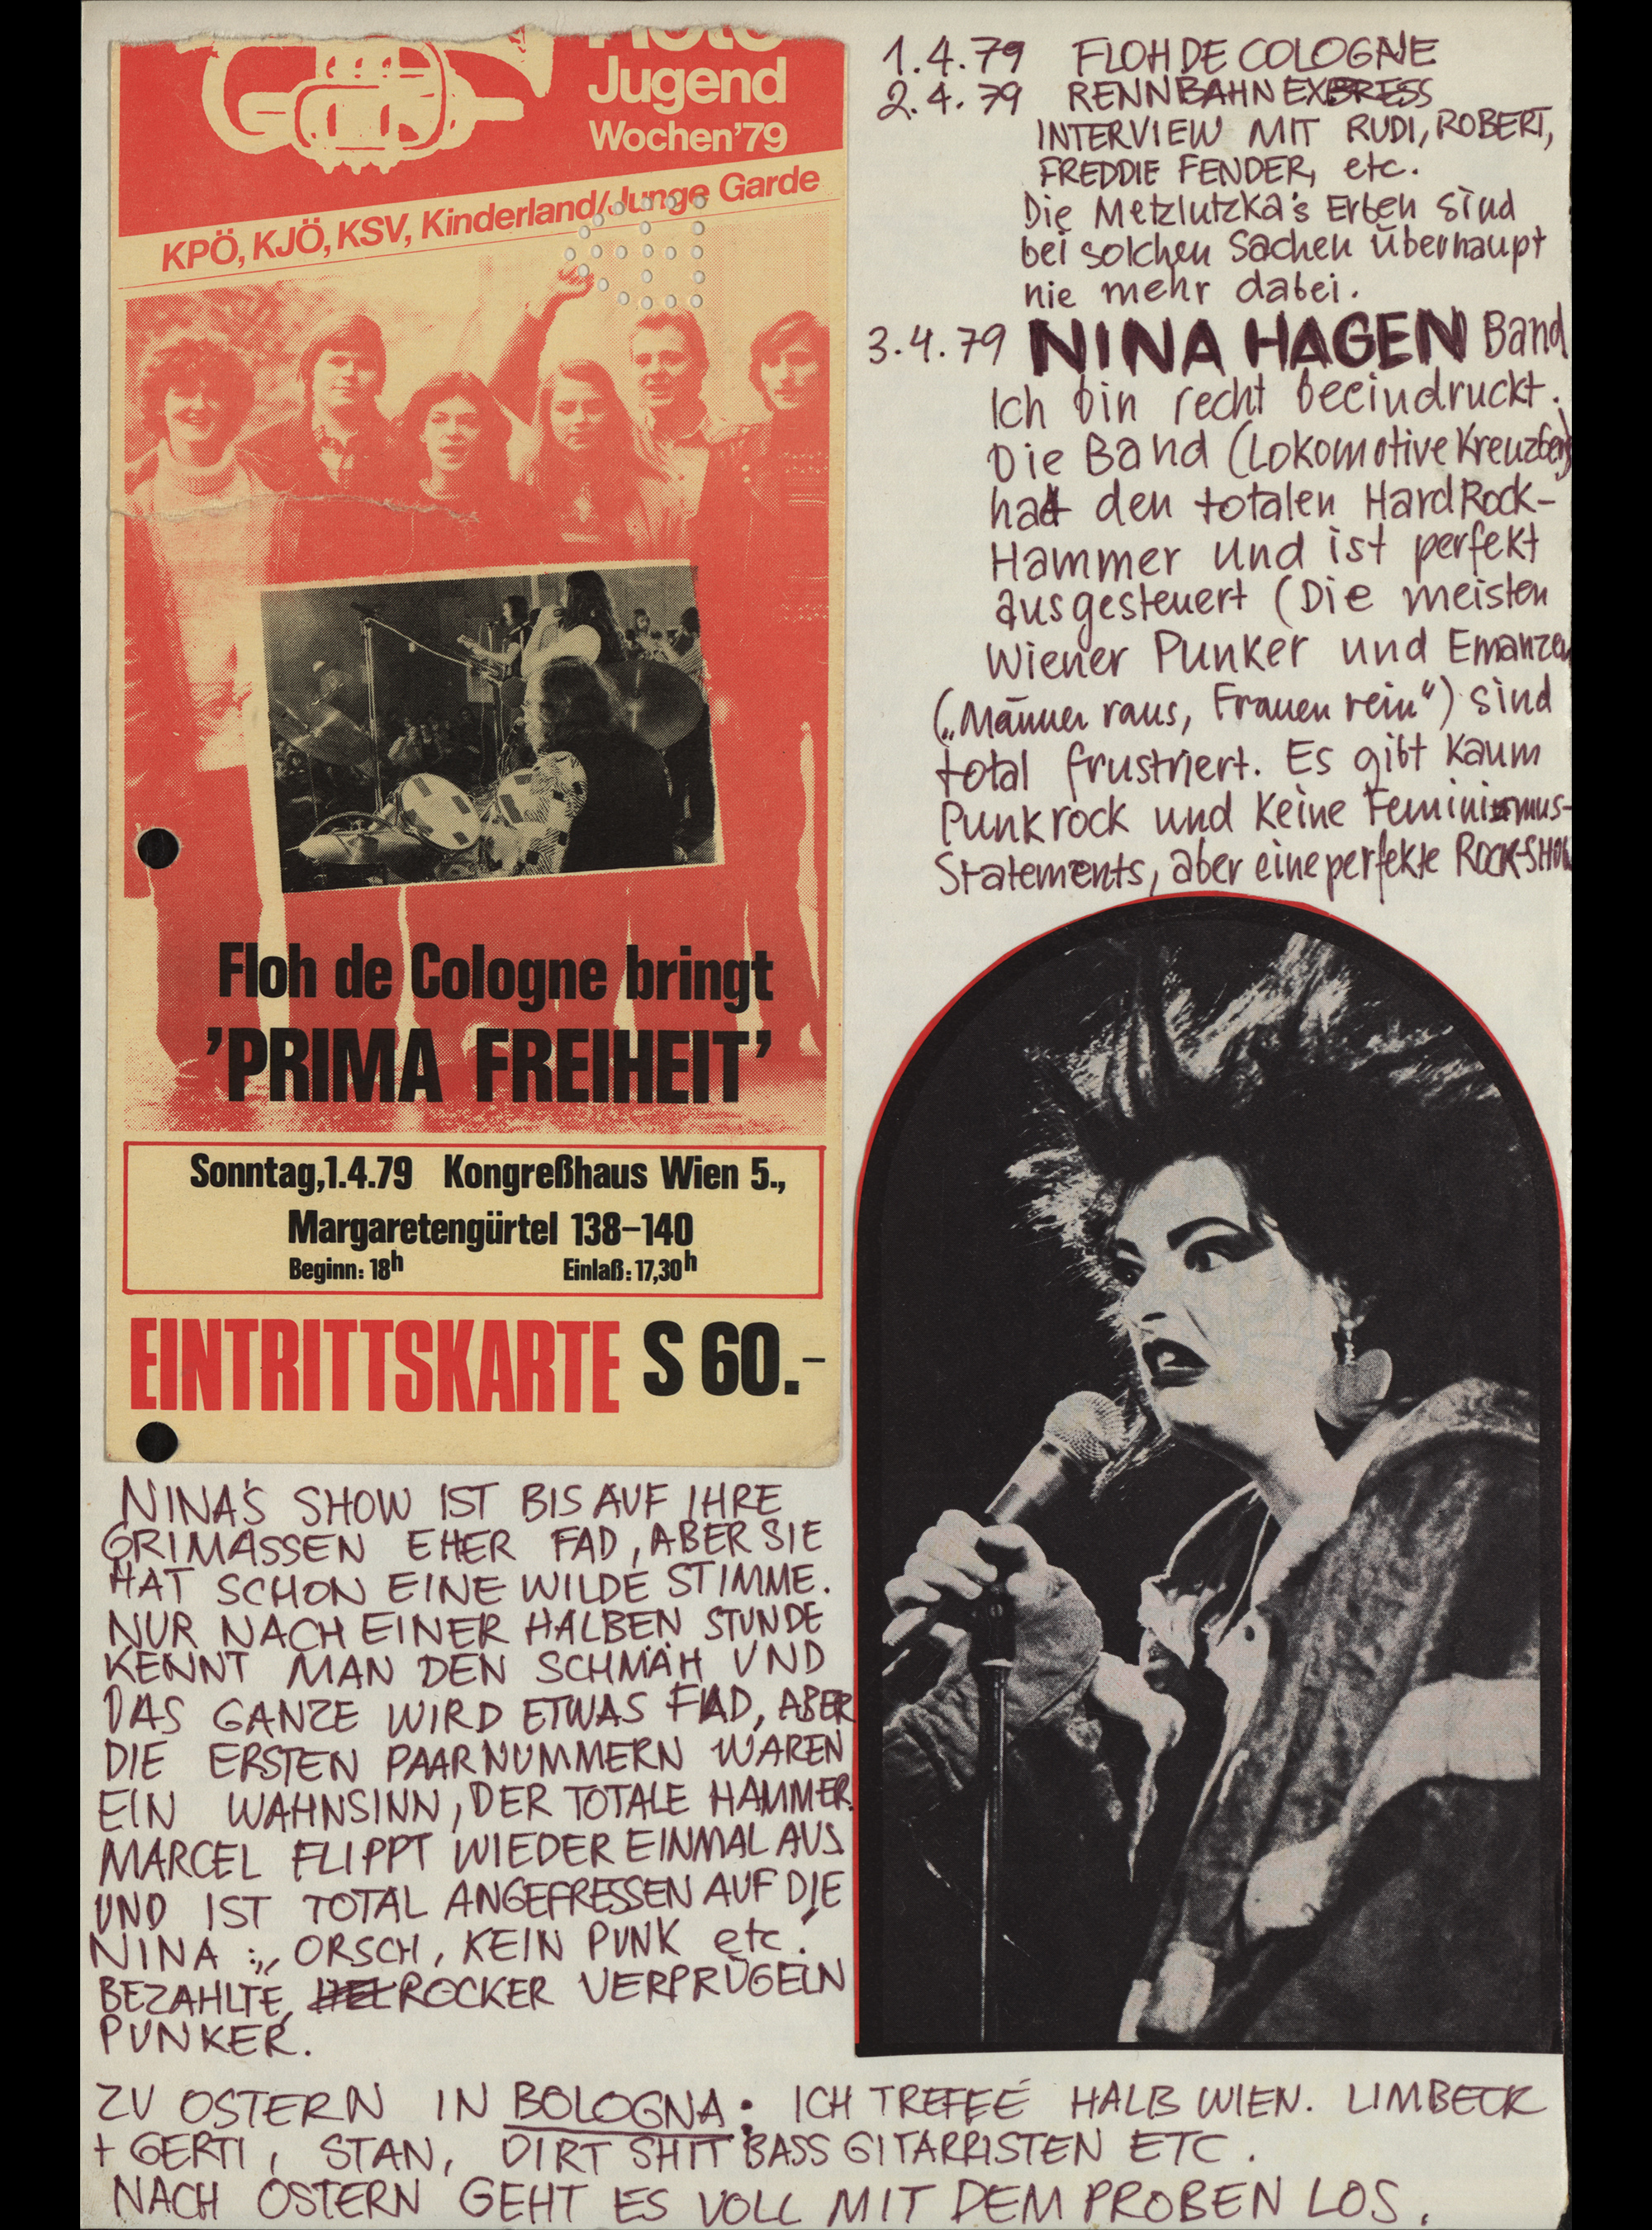 Jugend
Wochen'79
KPÖ, KJÖ, KSV, Kinderland/Junge Garde
Floh de Cologne bringt
'PRIMA FREIHEIT'
Sonntag,1.4.79 Kongreßhaus Wien 5.,
Margaretengürtel 138–140
Beginn: 18h Einlaß: 17,30h
EINTRITTSKARTE S 60.–
1.4.79 FLOH DE COLOGNE
2.4.79 RENNBAHN EXPRESS
INTERVIEW MIT RUDI, ROBERT,
FREDDIE FENDER, etc.
Die Metzlutzka's Erben sind
bei solchen Sachen überhaupt
nie mehr dabei.
3.4.79 NINA HAGEN Band
Ich bin recht beeindruckt.
Die Band (Lokomotive Kreuzberg)
hat den totalen HardRock-
Hammer und ist perfekt
ausgesteuert (Die meisten
Wiener Punker und Emanzen
(„Männer raus, Frauen rein“) sind
total frustriert. Es gibt kaum
Punkrock und keine Feminismus-
Statements, aber eine perfekte ROCK-SHOW
NINA'S SHOW IST BIS AUF IHRE
GRIMASSEN EHER FAD, ABER SIE
HAT SCHON EINE WILDE STIMME.
NUR NACH EINER HALBEN STUNDE
KENNT MAN DEN SCHMÄH UND
DAS GANZE WIRD ETWAS FAD, ABER
DIE ERSTEN PAAR NUMMERN WAREN
EIN WAHNSINN, DER TOTALE HAMMER.
MARCEL FLIPPT WIEDER EINMAL AUS
UND IST TOTAL ANGEFRESSEN AUF DIE
NINA :„ ORSCH, KEIN PUNK etc.
BEZAHLTE ROCKER VERPRÜGELN
PUNKER.
ZU OSTERN IN BOLOGNA: ICH TREFFE HALB WIEN. LIMBECK
+ GERTI, STAN, DIRT SHIT BASS GITARRISTEN ETC.
NACH OSTERN GEHT ES VOLL MIT DEM PROBEN LOS.